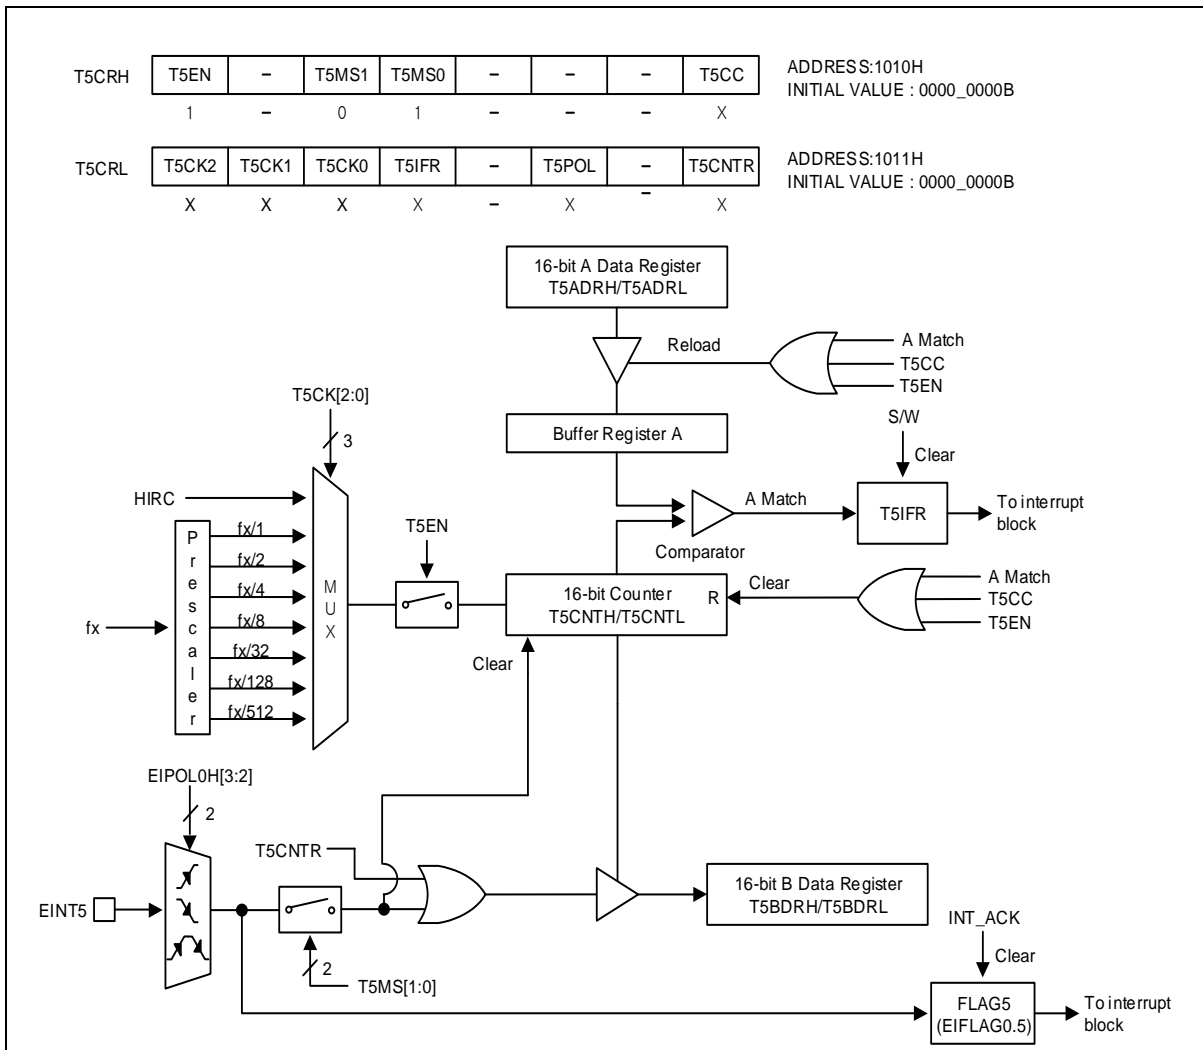 T5CRH T5EN – T5MS1 T5MS0 – – – T5CC
ADDRESS:1010H
INITIAL VALUE : 0000_0000B
1 – 0 1 – – – X
T5CRL T5CK2 T5CK1 T5CK0 T5IFR – T5POL – T5CNTR
ADDRESS:1011H
INITIAL VALUE : 0000_0000B
X X X X – X – X
16-bit A Data Register
T5ADRH/T5ADRL
Reload
A Match
T5CC
T5EN
T5CK[2:0]
3
Buffer Register A
S/W
Clear
HIRC
A Match
T5IFR
To interrupt
block
Comparator
Prescaler
fx/1
fx/2
fx/4
fx/8
fx/32
fx/128
fx/512
fx
MUX
T5EN
16-bit Counter
T5CNTH/T5CNTL
R
Clear
A Match
T5CC
T5EN
Clear
EIPOL0H[3:2]
2
T5CNTR
EINT5
2
T5MS[1:0]
16-bit B Data Register
T5BDRH/T5BDRL
INT_ACK
Clear
FLAG5
(EIFLAG0.5)
To interrupt
block